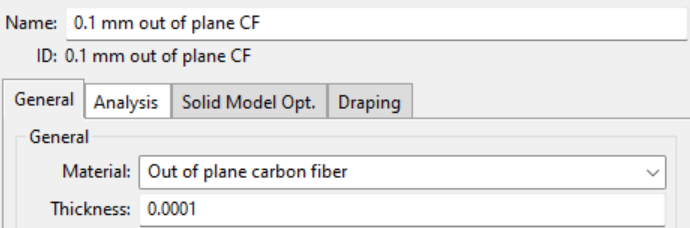 Name: 0.1 mm out of plane CF
ID: 0.1 mm out of plane CF
General Analysis Solid Model Opt. Draping
General
Material: Out of plane carbon fiber
Thickness: 0.0001